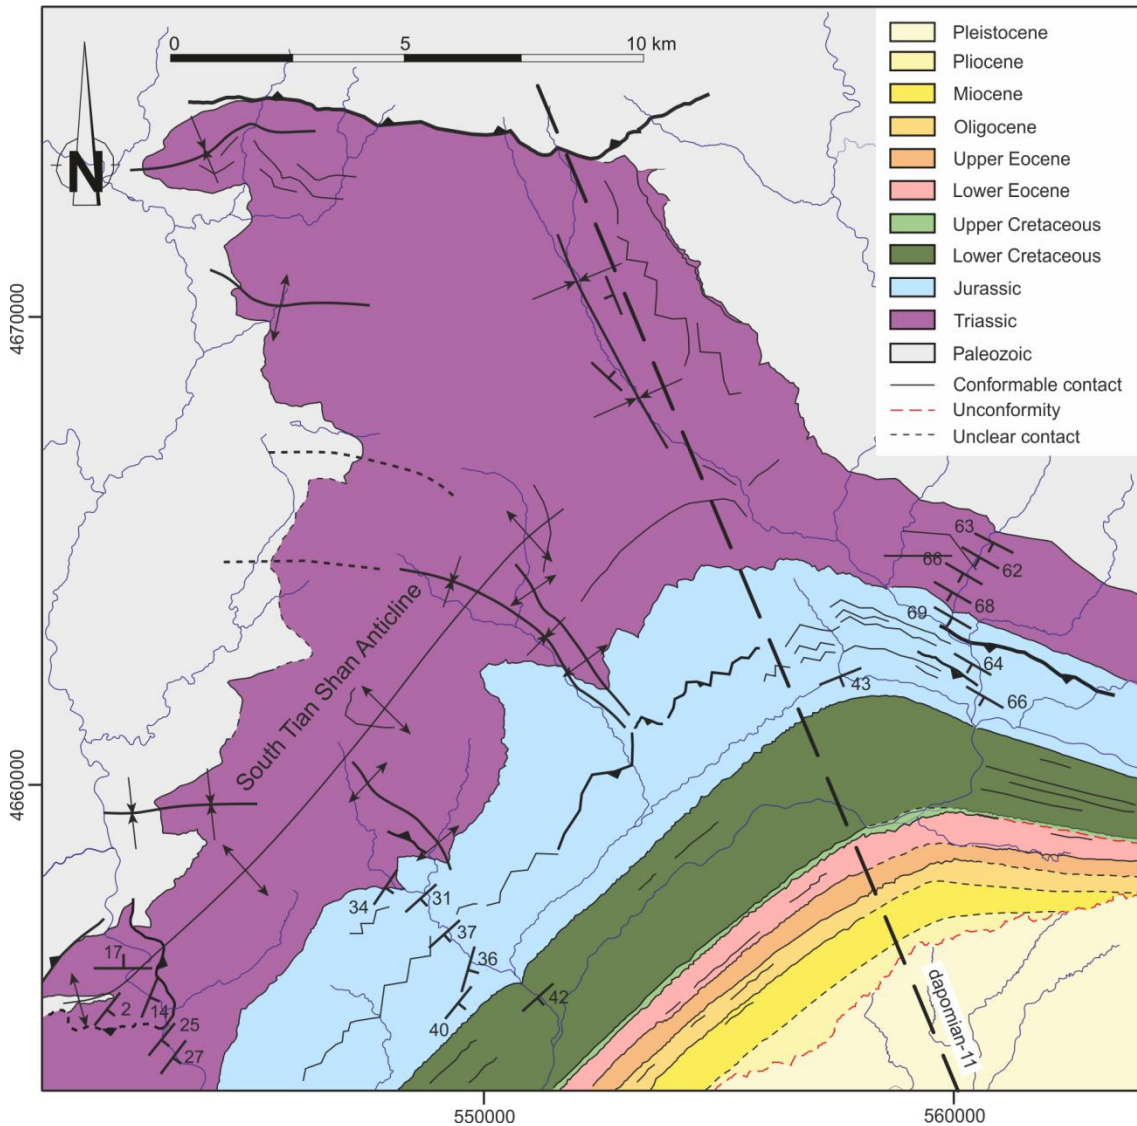 0 5 10 km
N
Pleistocene
Pliocene
Miocene
Oligocene
Upper Eocene
Lower Eocene
Upper Cretaceous
Lower Cretaceous
Jurassic
Triassic
Paleozoic
Conformable contact
Unconformity
Unclear contact
4670000
63
66
62
68
69
64
43
66
South Tian Shan Anticline
4660000
34
31
37
17
36
2
14
42
40
25
27
dapomian-11
550000 560000